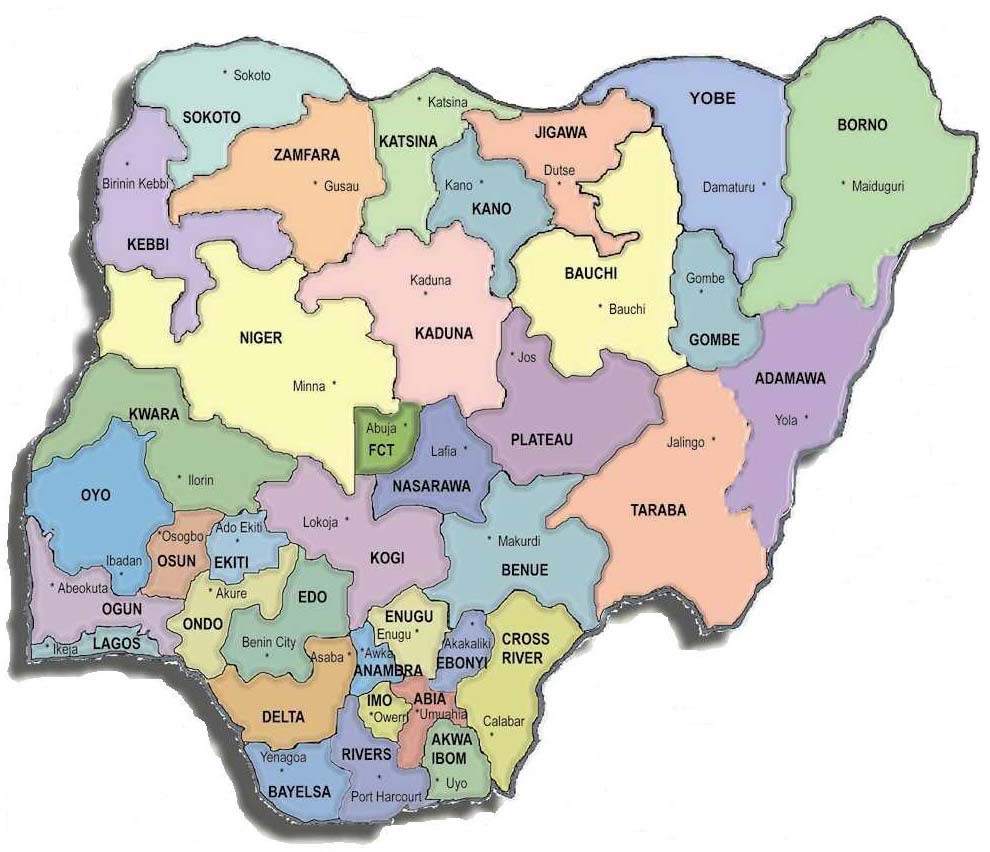 Sokoto
SOKOTO
Katsina
KATSINA
YOBE
BORNO
JIGAWA
ZAMFARA
Gusau
Dutse
Kano
KANO
Birinin Kebbi
KEBBI
Damaturu
Maiduguri
BAUCHI
Bauchi
Gombe
GOMBE
Kaduna
KADUNA
NIGER
Minna
Jos
PLATEAU
ADAMAWA
Yola
KWARA
Ilorin
Abuja
FCT
Lafia
NASARAWA
Jalingo
TARABA
OYO
Ibadan
Lokoja
KOGI
Osogbo
OSUN
Ado Ekiti
EKITI
Makurdi
BENUE
Abeokuta
OGUN
Akure
ONDO
EDO
Benin City
Ikeja
LAGOS
ENUGU
Enugu
Akakaliki
EBONYI
CROSS
RIVER
Calabar
Asaba
Awka
ANAMBRA
DELTA
IMO
Owerri
ABIA
Umuahia
AKWA
IBOM
Uyo
RIVERS
Port Harcourt
Yenagoa
BAYELSA